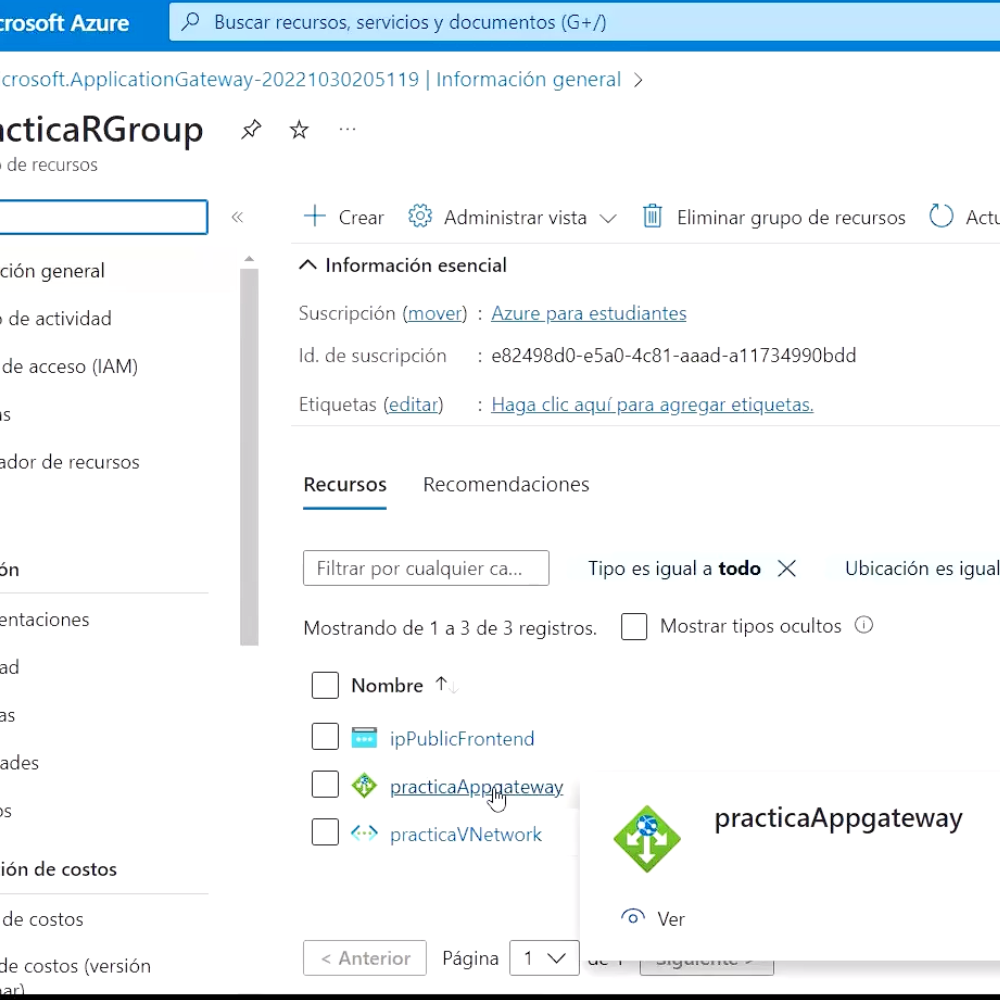 crosoft Azure
Buscar recursos, servicios y documentos (G+/)
crosoft.ApplicationGateway-20221030205119 | Información general >
acticaRGroup
de recursos
Crear
Administrar vista
Eliminar grupo de recursos
Actu
ción general
o de actividad
de acceso (IAM)
as
ador de recursos
ón
entaciones
ad
as
ades
os
ión de costos
de costos
de costos (versión
nar)
Información esencial
Suscripción (mover) : Azure para estudiantes
Id. de suscripción : e82498d0-e5a0-4c81-aaad-a11734990bdd
Etiquetas (editar) : Haga clic aquí para agregar etiquetas.
Recursos
Recomendaciones
Filtrar por cualquier ca...
Tipo es igual a todo
Ubicación es igual
Mostrando de 1 a 3 de 3 registros.
Mostrar tipos ocultos
Nombre ↑↓
ipPublicFrontend
practicaAppgateway
practicaVNetwork
practicaAppgateway
Ver
< Anterior
Página
1
de 1
Siguiente >